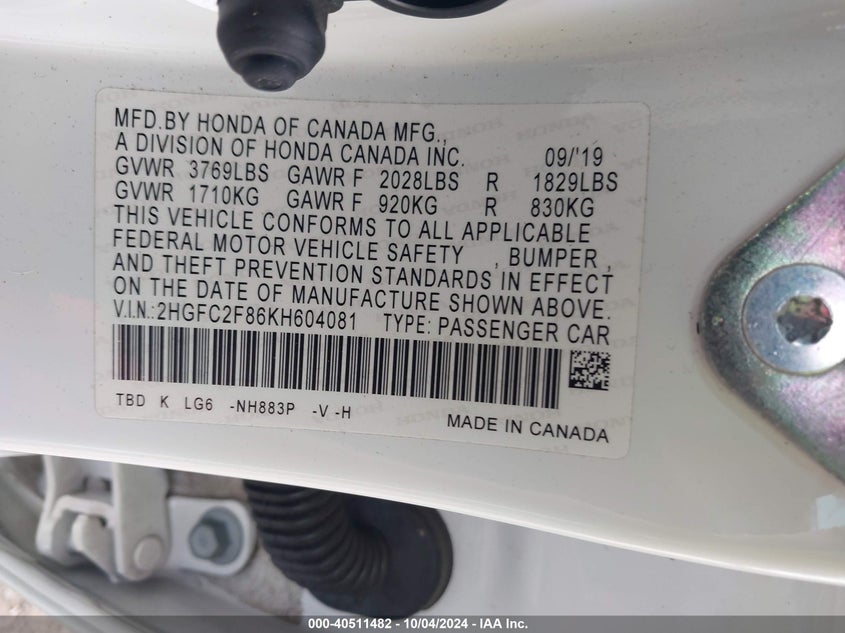 MFD.BY HONDA OF CANADA MFG.,
A DIVISION OF HONDA CANADA INC. 09/'19
GVWR 3769LBS GAWR F 2028LBS R 1829LBS
GVWR 1710KG GAWR F 920KG R 830KG
THIS VEHICLE CONFORMS TO ALL APPLICABLE
FEDERAL MOTOR VEHICLE SAFETY , BUMPER ,
AND THEFT PREVENTION STANDARDS IN EFFECT
ON THE DATE OF MANUFACTURE SHOWN ABOVE.
V.I.N.:2HGFC2F86KH604081 TYPE: PASSENGER CAR
TBD K LG6 -NH883P -V -H
MADE IN CANADA
000-40511482 - 10/04/2024 - IAA Inc.